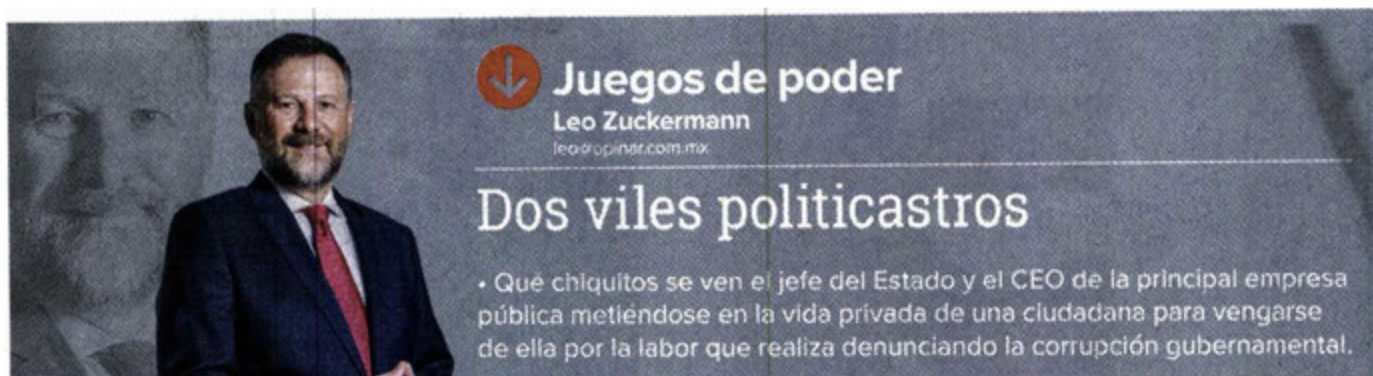 Juegos de poder
Leo Zuckermann
leo@opinar.com.mx
Dos viles politicastros
• Qué chiquitos se ven el jefe del Estado y el CEO de la principal empresa
pública metiéndose en la vida privada de una ciudadana para vengarse
de ella por la labor que realiza denunciando la corrupción gubernamental.